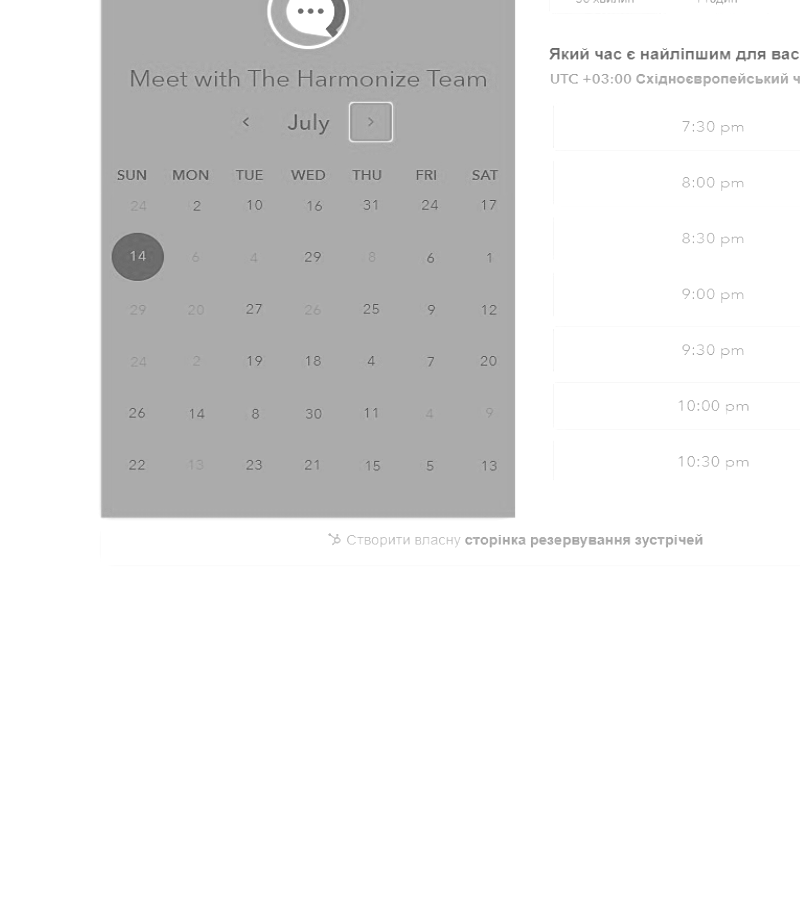 Meet with The Harmonize Team
July
SUN MON TUE WED THU FRI SAT
24 2 10 16 31 24 17
14 6 4 29 8 6 1
29 20 27 26 25 9 12
24 2 19 18 4 7 20
26 14 8 30 11 4 9
22 13 23 21 15 5 13
Який час є найліпшим для вас
UTC +03:00 Східноєвропейський ч
7:30 pm
8:00 pm
8:30 pm
9:00 pm
9:30 pm
10:00 pm
10:30 pm
Створити власну сторінка резервування зустрічей